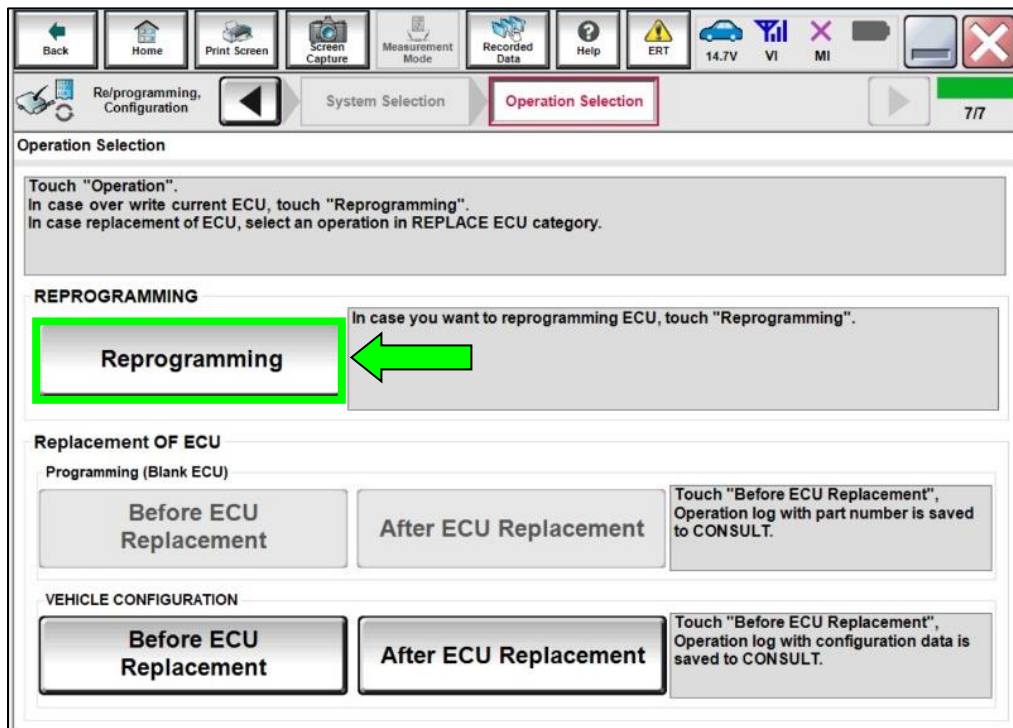 Back
Home
Print Screen
Screen
Capture
Measurement
Mode
Recorded
Data
Help
ERT
14.7V
VI
MI
Re/programming,
Configuration
System Selection
Operation Selection
7/7
Operation Selection
Touch "Operation".
In case over write current ECU, touch "Reprogramming".
In case replacement of ECU, select an operation in REPLACE ECU category.
REPROGRAMMING
Reprogramming
In case you want to reprogramming ECU, touch "Reprogramming".
Replacement OF ECU
Programming (Blank ECU)
Before ECU
Replacement
After ECU Replacement
Touch "Before ECU Replacement",
Operation log with part number is saved
to CONSULT.
VEHICLE CONFIGURATION
Before ECU
Replacement
After ECU Replacement
Touch "Before ECU Replacement",
Operation log with configuration data is
saved to CONSULT.